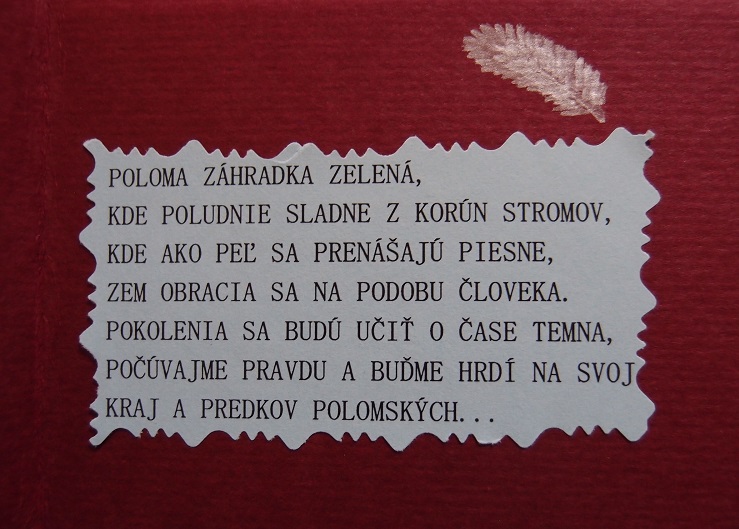 POLOMA ZÁHRADKA ZELENÁ,
KDE POLUDNIE SLADNE Z KORÚN STROMOV,
KDE AKO PEĽ SA PRENÁŠAJÚ PIESNE,
ZEM OBRACIA SA NA PODOBU ČLOVEKA.
POKOLENIA SA BUDÚ UČIŤ O ČASE TEMNA,
POČÚVAJME PRAVDU A BUĎME HRDÍ NA SVOJ
KRAJ A PREDKOV POLOMSKÝCH...